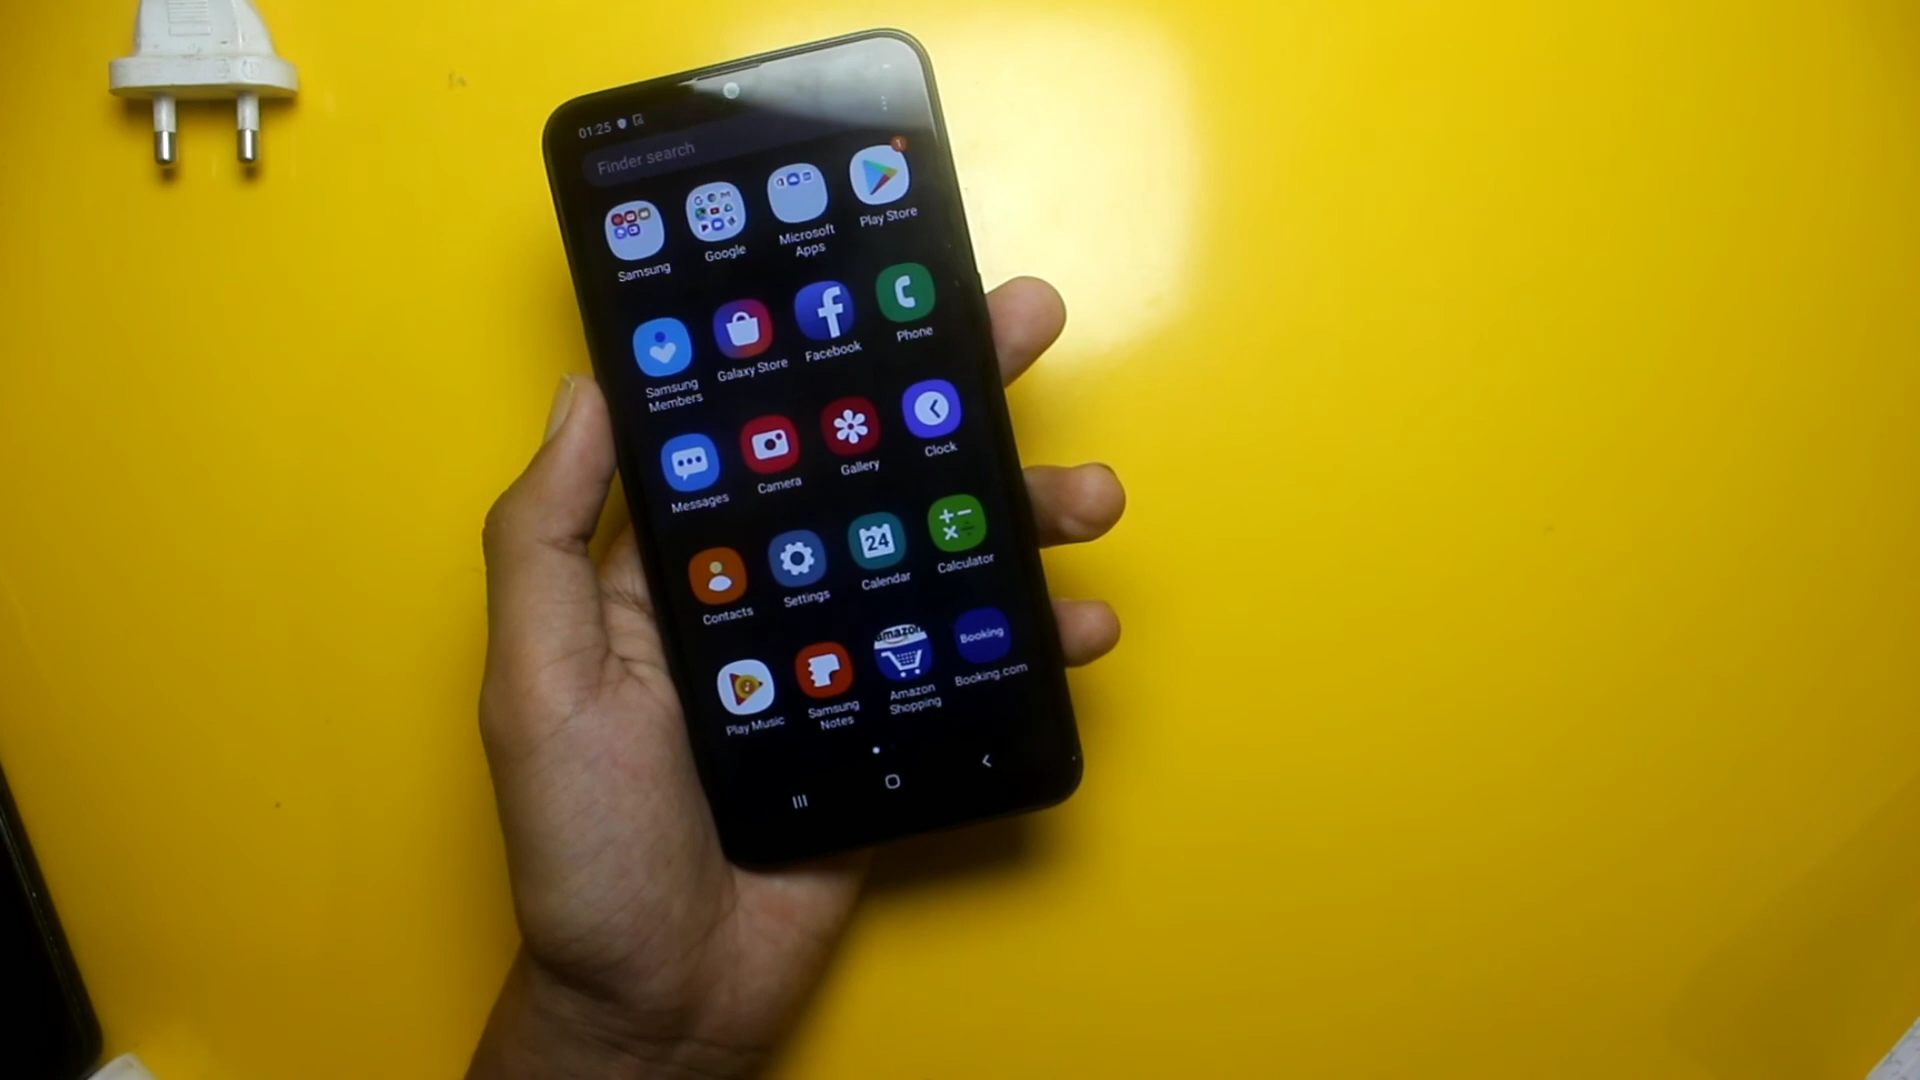 01:25
Finder search
Samsung
Google
Microsoft
Apps
Play Store
1
Samsung
Members
Galaxy Store
Facebook
Phone
Messages
Camera
Gallery
Clock
Contacts
Settings
24
Calendar
Calculator
Play Music
Samsung
Notes
amazon
Amazon
Shopping
Booking
Booking.com